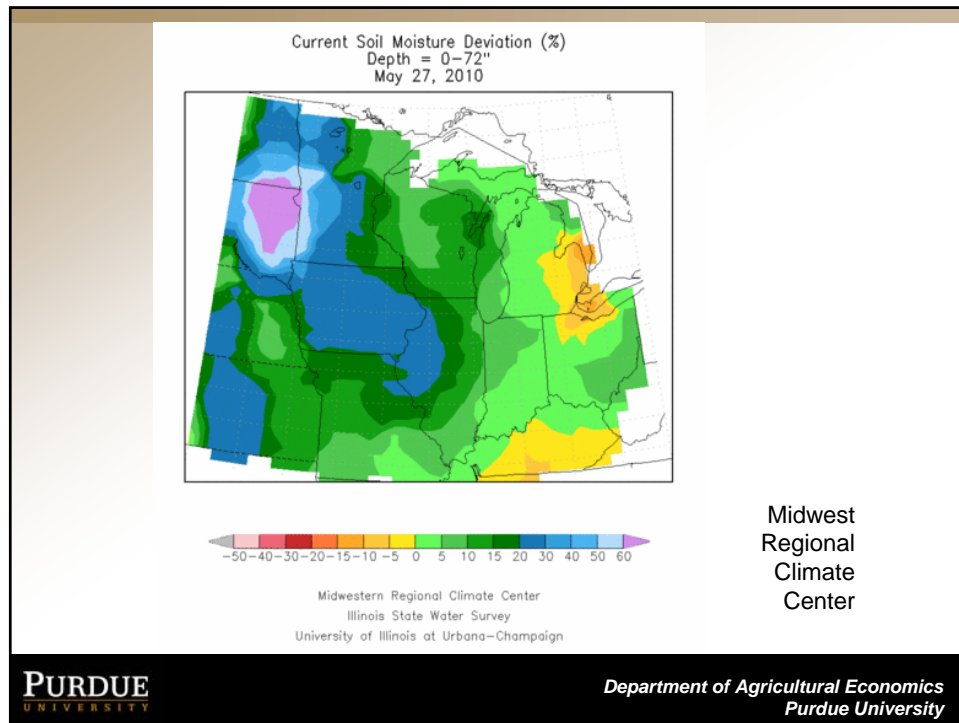 Current Soil Moisture Deviation (%)
Depth = 0-72"
May 27, 2010
-50-40-30-20-15-10 -5 0 5 10 15 20 30 40 50 60
Midwestern Regional Climate Center
Illinois State Water Survey
University of Illinois at Urbana-Champaign
Midwest
Regional
Climate
Center
PURDUE
UNIVERSITY
Department of Agricultural Economics
Purdue University